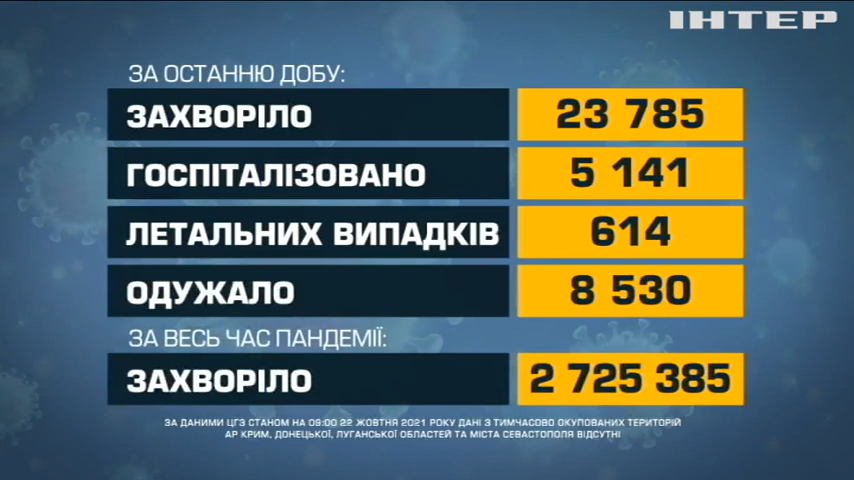 ІНТЕР
ЗА ОСТАННЮ ДОБУ:
ЗАХВОРІЛО 23 785
ГОСПІТАЛІЗОВАНО 5 141
ЛЕТАЛЬНИХ ВИПАДКІВ 614
ОДУЖАЛО 8 530
ЗА ВЕСЬ ЧАС ПАНДЕМІЇ:
ЗАХВОРІЛО 2 725 385
ЗА ДАНИМИ ЦГЗ СТАНОМ НА 09:00 22 ЖОВТНЯ 2021 РОКУ ДАНІ З ТИМЧАСОВО ОКУПОВАНИХ ТЕРИТОРІЙ
АР КРИМ, ДОНЕЦЬКОЇ, ЛУГАНСЬКОЇ ОБЛАСТЕЙ ТА МІСТА СЕВАСТОПОЛЯ ВІДСУТНІ